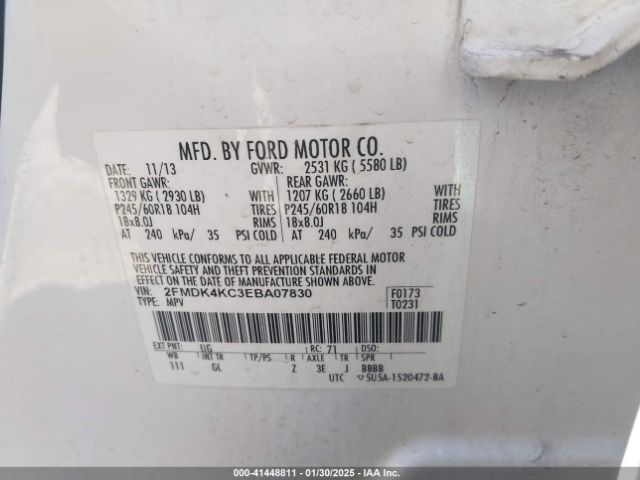 MFD. BY FORD MOTOR CO.
DATE: 11/13 GVWR: 2531 KG ( 5580 LB)
FRONT GAWR: REAR GAWR:
1329 KG ( 2930 LB) WITH 1207 KG ( 2660 LB) WITH
P245/60R18 104H TIRES P245/60R18 104H TIRES
18x8.0J RIMS 18x8.0J RIMS
AT 240 kPa/ 35 PSI COLD AT 240 kPa/ 35 PSI COLD
THIS VEHICLE CONFORMS TO ALL APPLICABLE FEDERAL MOTOR
VEHICLE SAFETY AND THEFT PREVENTION STANDARDS IN
EFFECT ON THE DATE OF MANUFACTURE SHOWN ABOVE.
VIN: 2FMDK4KC3EBA07830 F0173
TYPE: MPV T0231
EXT PNT: UG RC: 71 DSO:
WB INT TR TP/PS R AXLE TR SPR
111 GL Z 3E J BBBB
UTC ▽5U5A-1520472-BA
000-41448811 — 01/30/2025 — IAAI.com